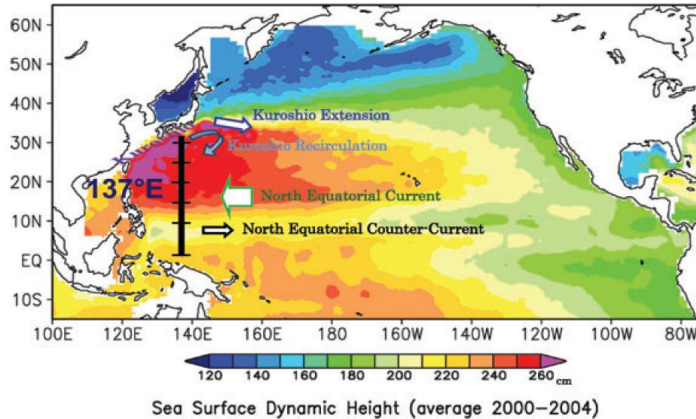 60N
50N
40N
30N
20N
10N
EQ
10S
Kuroshio Extension
Kuroshio Recirculation
137°E
North Equatorial Current
North Equatorial Counter-Current
100E 120E 140E 160E 180 160W 140W 120W 100W 80W
120 140 160 180 200 220 240 260 cm
Sea Surface Dynamic Height (average 2000-2004)